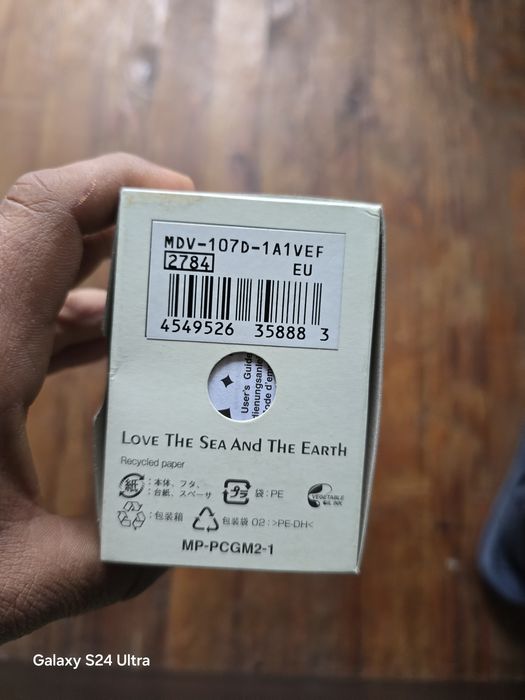 MDV-107D-1A1VEF
2784 EU
4549526 35888 3
User's Guide
LOVE THE SEA AND THE EARTH
Recycled paper
紙 :本体、フタ、
台紙、スペーサ
プラ 袋:PE
VEGETABLE
OIL INK
:包装箱
包装袋 02:>PE-DH<
MP-PCGM2-1
Galaxy S24 Ultra